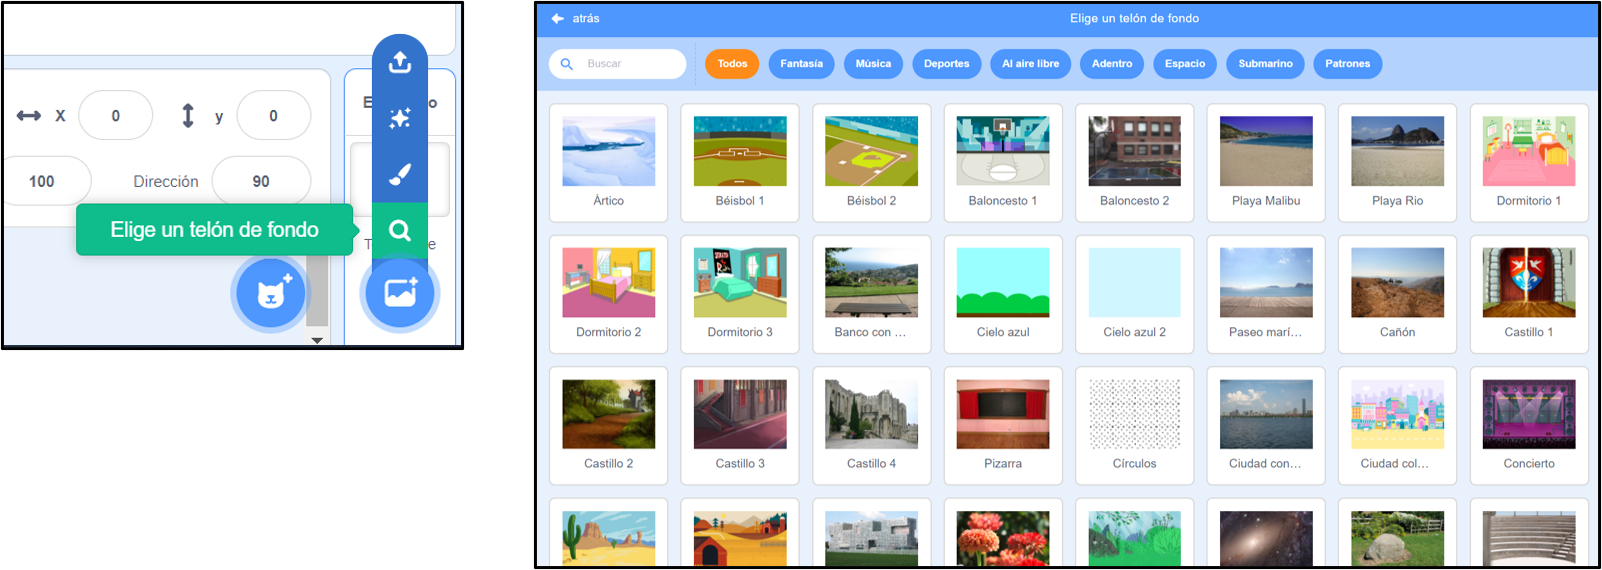 X 0 y 0
100 Dirección 90
Elige un telón de fondo
atrás
Elige un telón de fondo
Buscar
Todos Fantasía Música Deportes Al aire libre Adentro Espacio Submarino Patrones
Ártico Béisbol 1 Béisbol 2 Baloncesto 1 Baloncesto 2 Playa Malibu Playa Rio Dormitorio 1
Dormitorio 2 Dormitorio 3 Banco con ... Cielo azul Cielo azul 2 Paseo marí... Cañón Castillo 1
Castillo 2 Castillo 3 Castillo 4 Pizarra Círculos Ciudad con... Ciudad col... Concierto